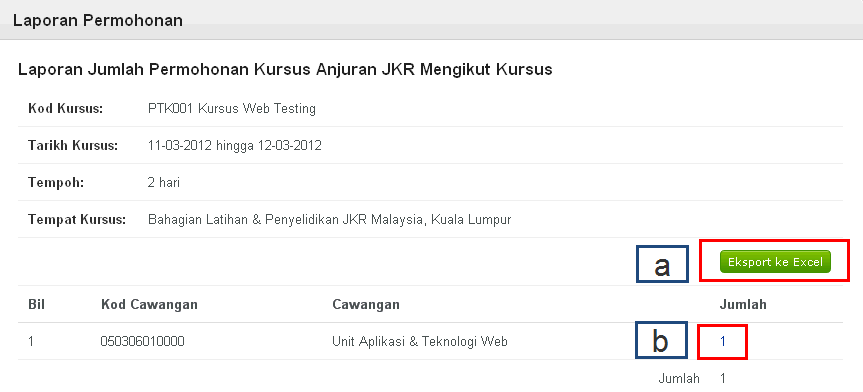 Laporan Permohonan
Laporan Jumlah Permohonan Kursus Anjuran JKR Mengikut Kursus
Kod Kursus: PTK001 Kursus Web Testing
Tarikh Kursus: 11-03-2012 hingga 12-03-2012
Tempoh: 2 hari
Tempat Kursus: Bahagian Latihan & Penyelidikan JKR Malaysia, Kuala Lumpur
a Eksport ke Excel
Bil Kod Cawangan Cawangan Jumlah
1 050306010000 Unit Aplikasi & Teknologi Web b 1
Jumlah 1